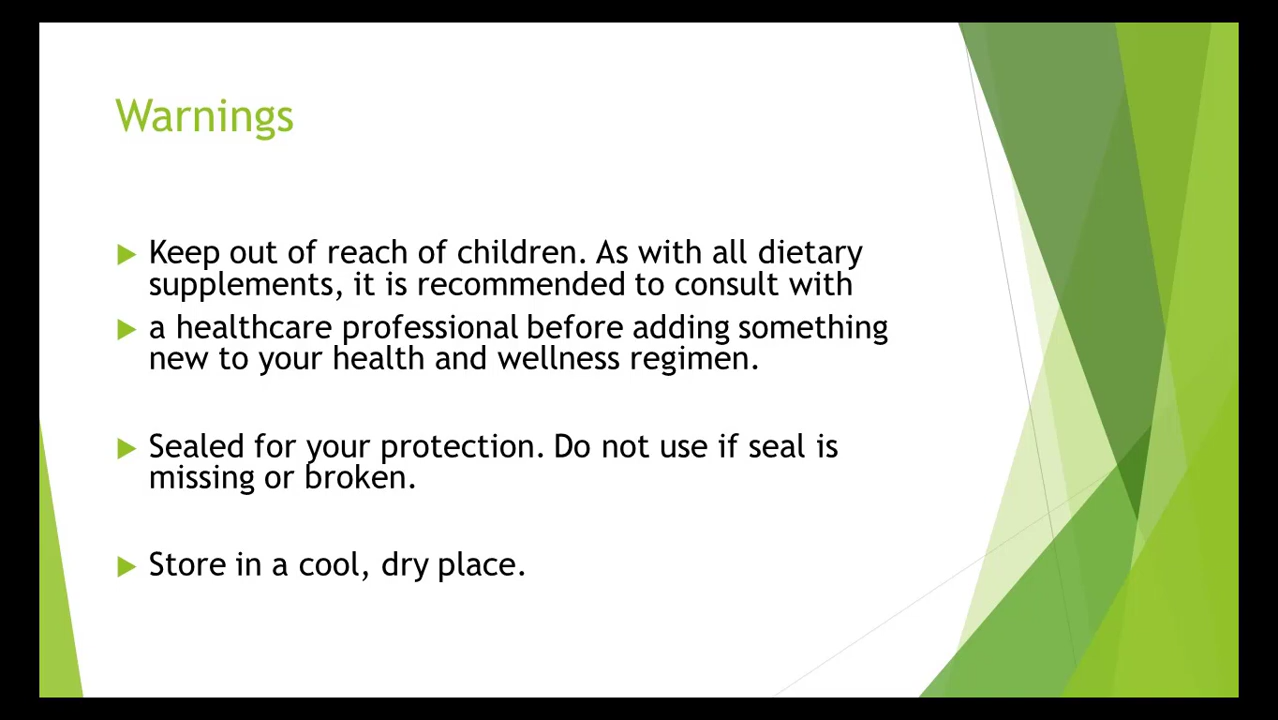 Warnings
Keep out of reach of children. As with all dietary
supplements, it is recommended to consult with
a healthcare professional before adding something
new to your health and wellness regimen.
Sealed for your protection. Do not use if seal is
missing or broken.
Store in a cool, dry place.